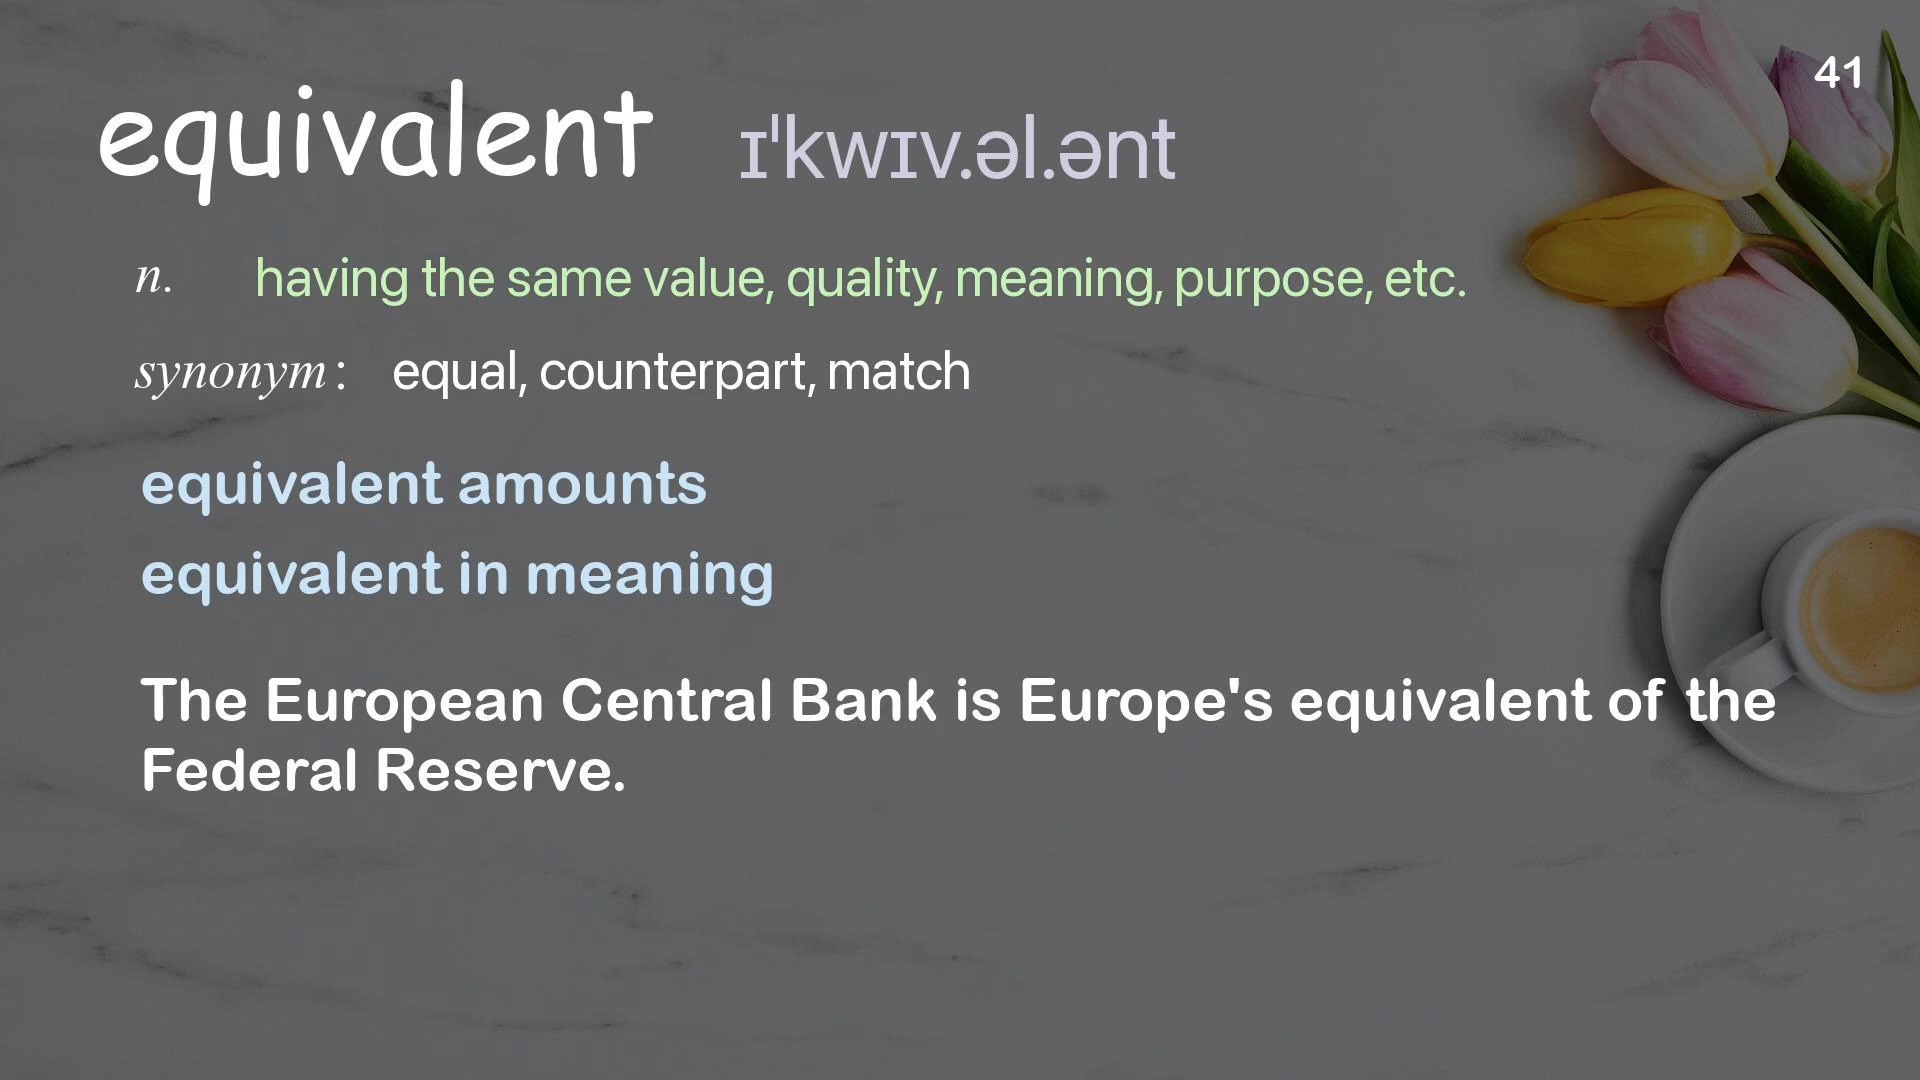 41
equivalent ɪˈkwɪv.əl.ənt
n. having the same value, quality, meaning, purpose, etc.
synonym: equal, counterpart, match
equivalent amounts
equivalent in meaning
The European Central Bank is Europe's equivalent of the
Federal Reserve.